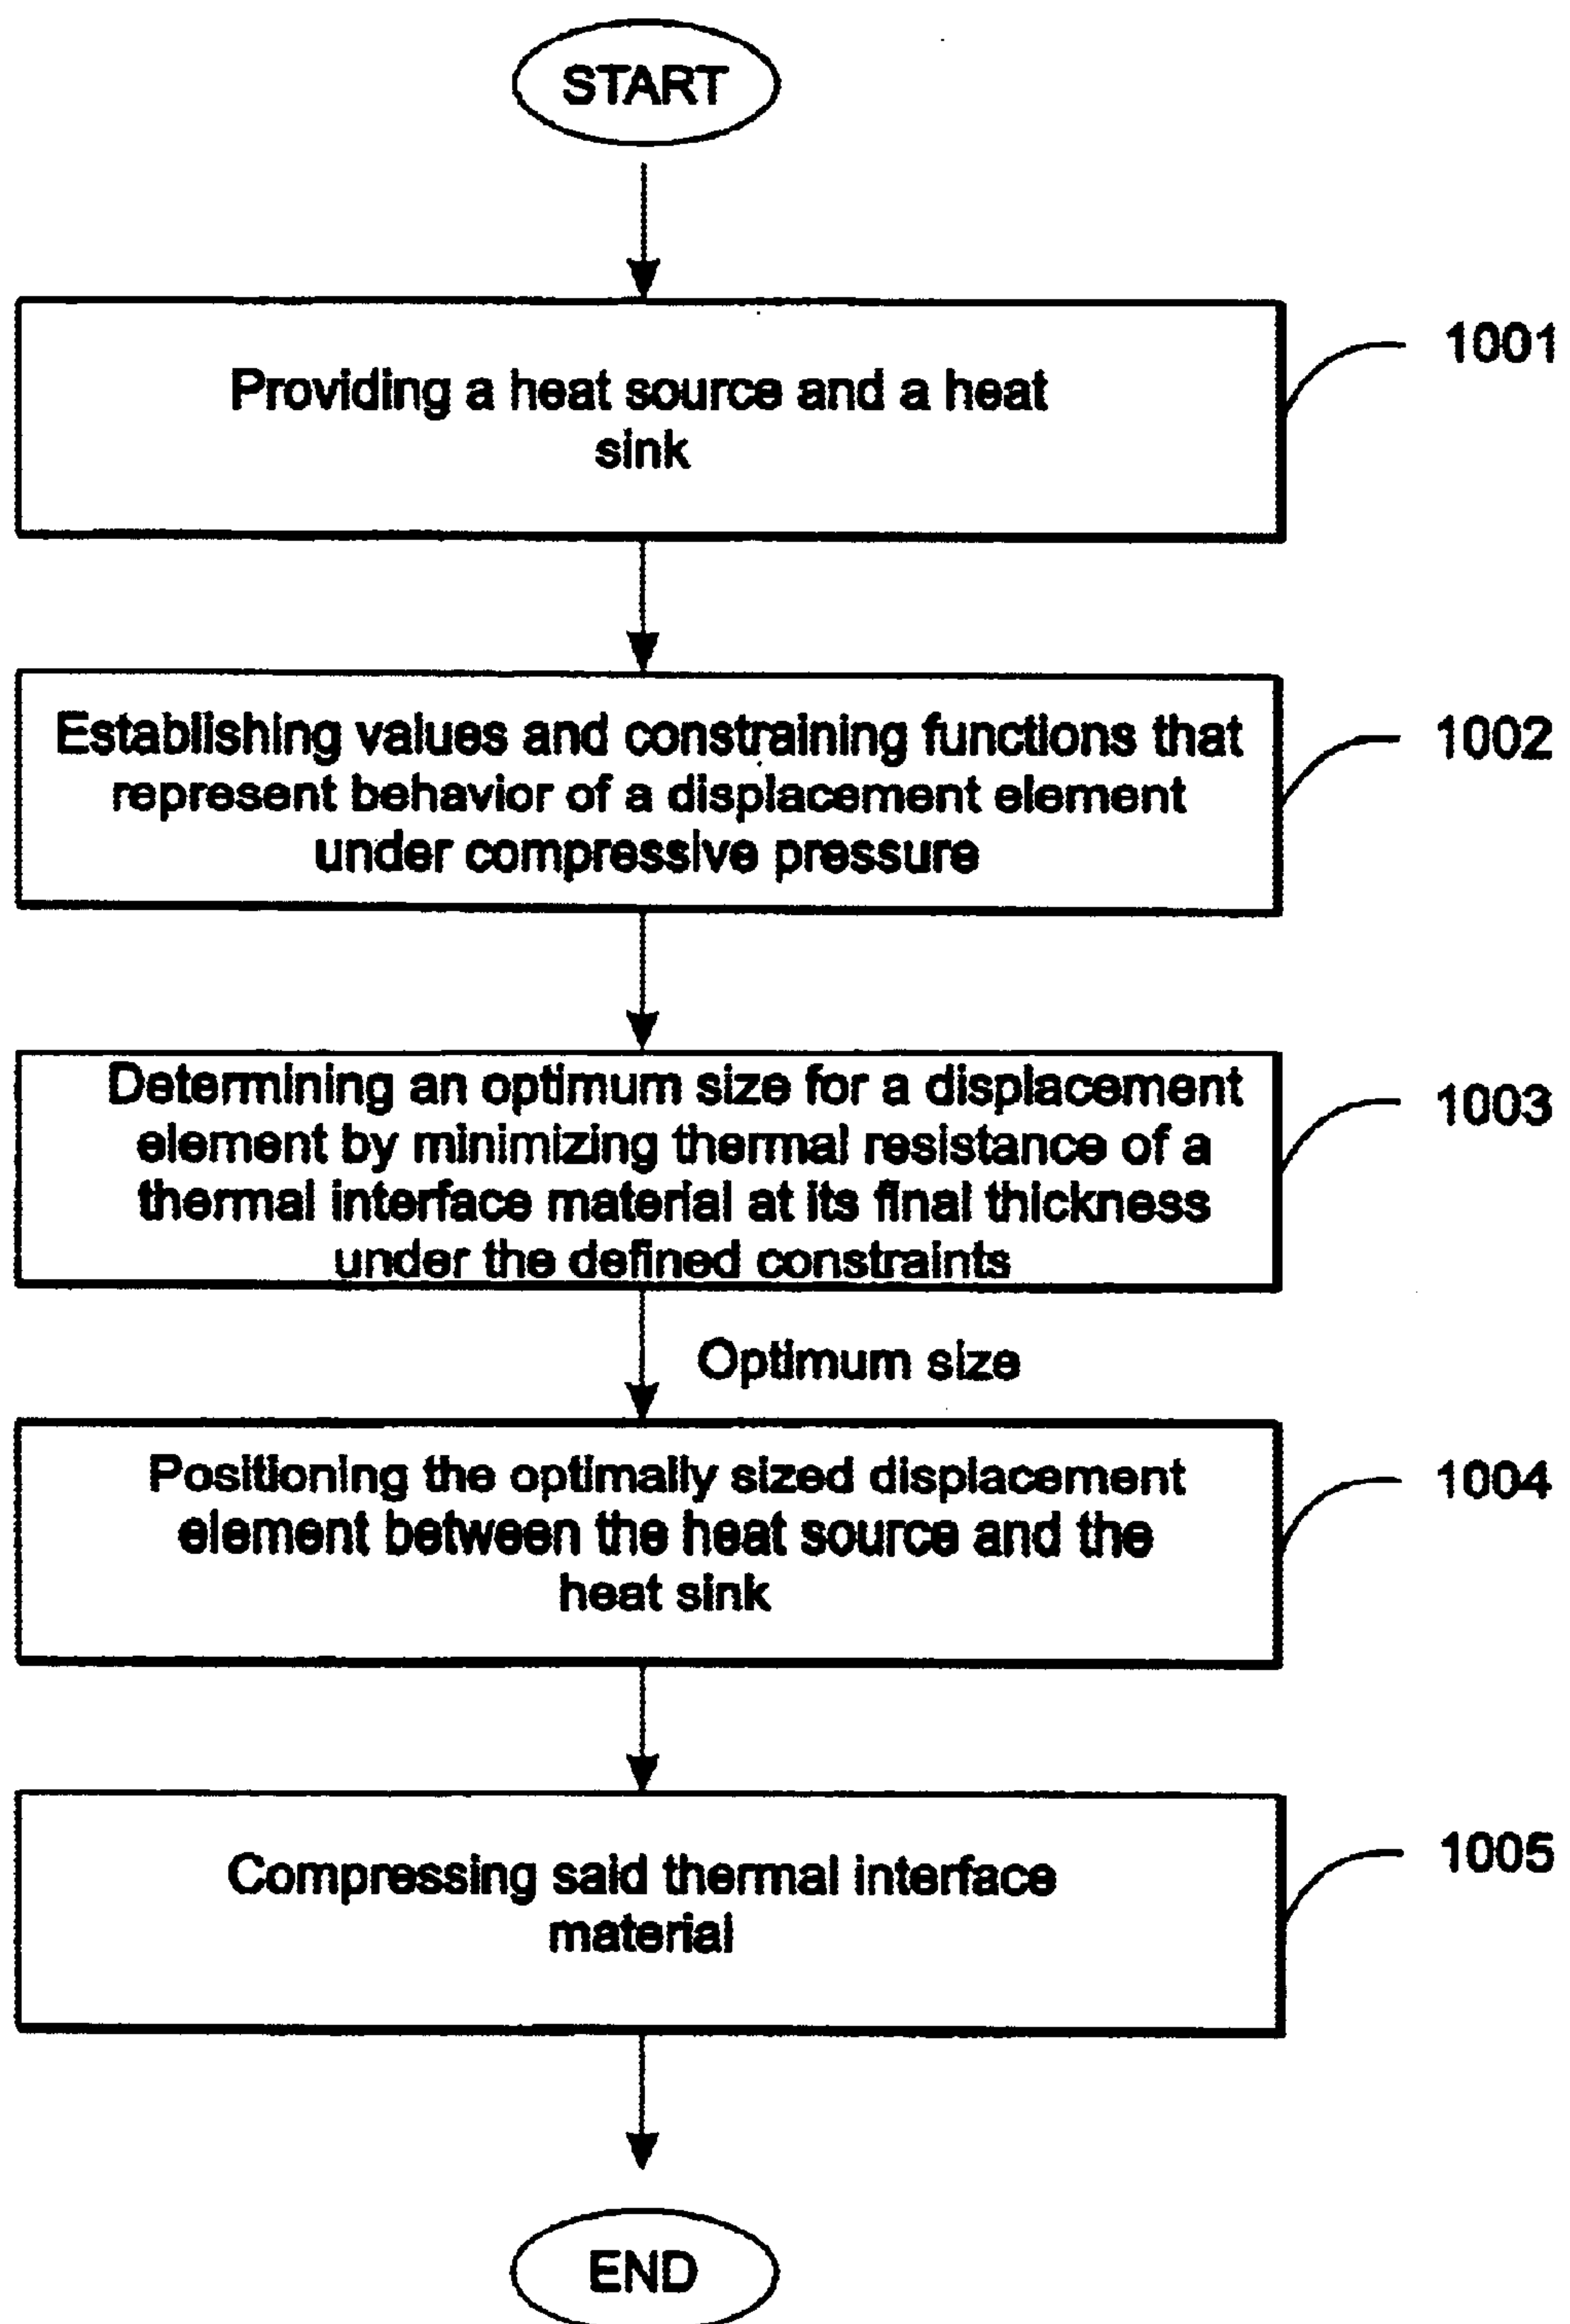 START
Providing a heat source and a heat
sink
1001
Establishing values and constraining functions that
represent behavior of a displacement element
under compressive pressure
1002
Determining an optimum size for a displacement
element by minimizing thermal resistance of a
thermal interface material at its final thickness
under the defined constraints
1003
Optimum size
Positioning the optimally sized displacement
element between the heat source and the
heat sink
1004
Compressing said thermal interface
material
1005
END